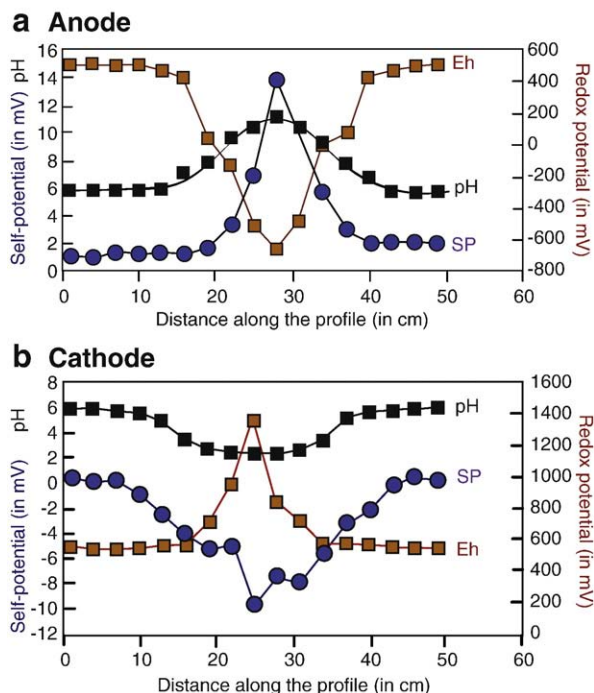 a Anode
16
14
12
10
8
6
4
2
0
Self-potential (in mV) pH
600
400
200
0
-200
-400
-600
-800
Redox potential
(in mV)
Eh
pH
SP
0 10 20 30 40 50 60
Distance along the profile (in cm)
b Cathode
8
6
4
2
0
-2
-4
-6
-8
-10
-12
Self-potential (in mV) pH
1600
1400
1200
1000
800
600
400
200
0
Redox potential
(in mV)
pH
SP
Eh
0 10 20 30 40 50 60
Distance along the profile (in cm)